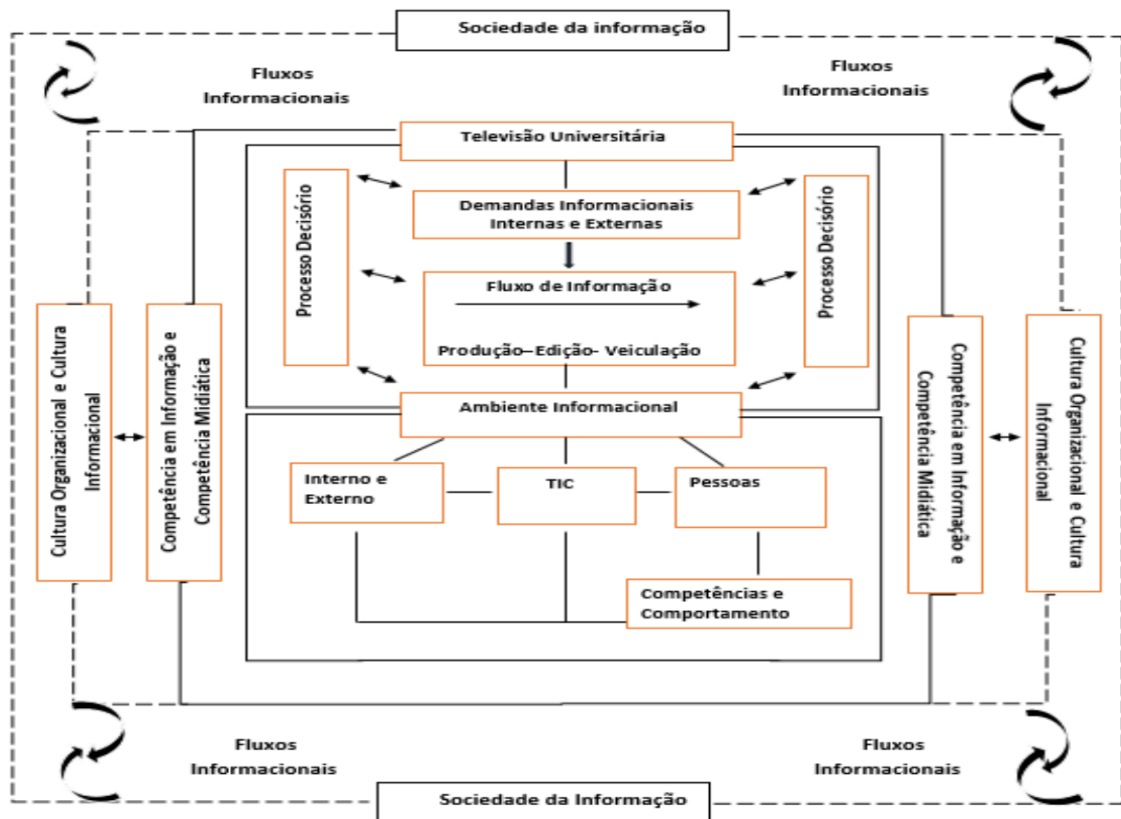 Sociedade da informação
Fluxos
Informacionais
Fluxos
Informacionais
Televisão Universitária
Processo Decisório
Demandas Informacionais
Internas e Externas
Processo Decisório
Fluxo de Informação
Produção–Edição- Veiculação
Cultura Organizacional e Cultura
Informacional
Competência em Informação e
Competência Midiática
Competência em Informação e
Competência Midiática
Cultura Organizacional e Cultura
Informacional
Ambiente Informacional
Interno e
Externo
TIC
Pessoas
Competências e
Comportamento
Fluxos
Informacionais
Fluxos
Informacionais
Sociedade da Informação